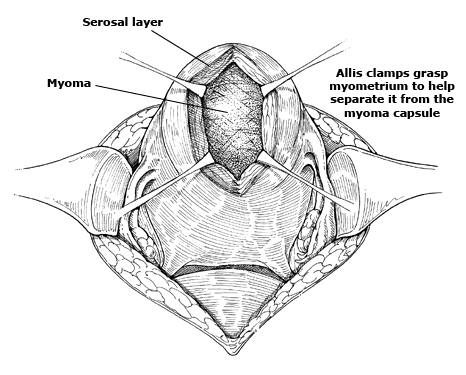 Serosal layer
Myoma
Allis clamps grasp
myometrium to help
separate it from the
myoma capsule